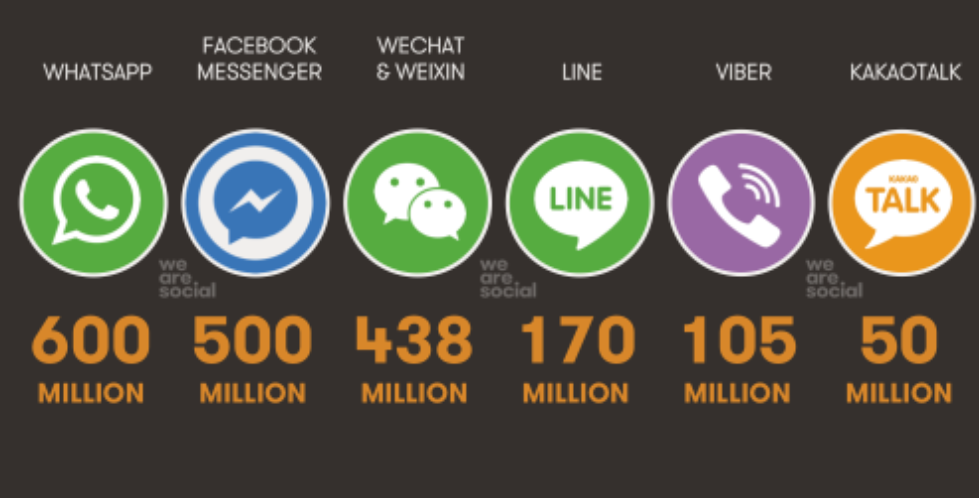 WHATSAPP
FACEBOOK
MESSENGER
WECHAT
& WEIXIN
LINE
VIBER
KAKAOTALK
LINE
KAKAO
TALK
we
are
social
we
are
social
we
are
social
600
MILLION
500
MILLION
438
MILLION
170
MILLION
105
MILLION
50
MILLION